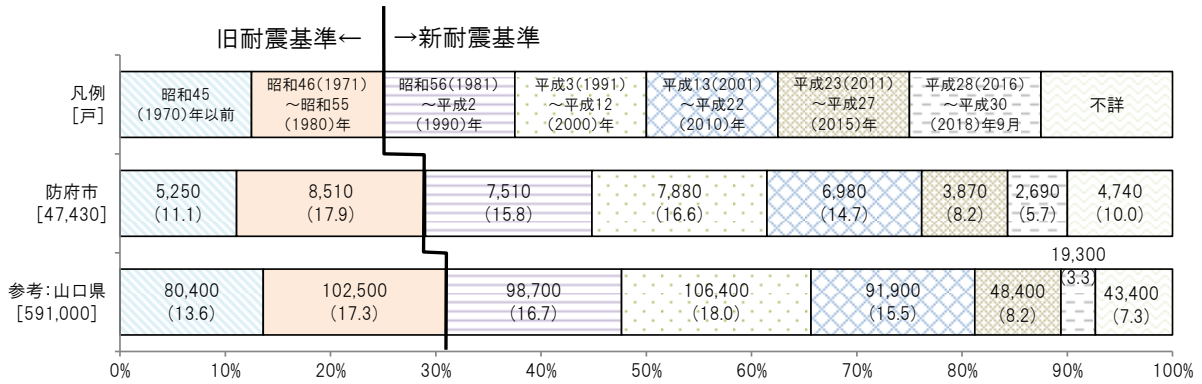 旧耐震基準← →新耐震基準
凡例
[戸]
昭和45
(1970)年以前
昭和46(1971)
～昭和55
(1980)年
昭和56(1981)
～平成2
(1990)年
平成3(1991)
～平成12
(2000)年
平成13(2001)
～平成22
(2010)年
平成23(2011)
～平成27
(2015)年
平成28(2016)
～平成30
(2018)年9月
不詳
防府市
[47,430]
5,250
(11.1)
8,510
(17.9)
7,510
(15.8)
7,880
(16.6)
6,980
(14.7)
3,870
(8.2)
2,690
(5.7)
4,740
(10.0)
参考:山口県
[591,000]
80,400
(13.6)
102,500
(17.3)
98,700
(16.7)
106,400
(18.0)
91,900
(15.5)
48,400
(8.2)
19,300
(3.3)
43,400
(7.3)
0% 10% 20% 30% 40% 50% 60% 70% 80% 90% 100%